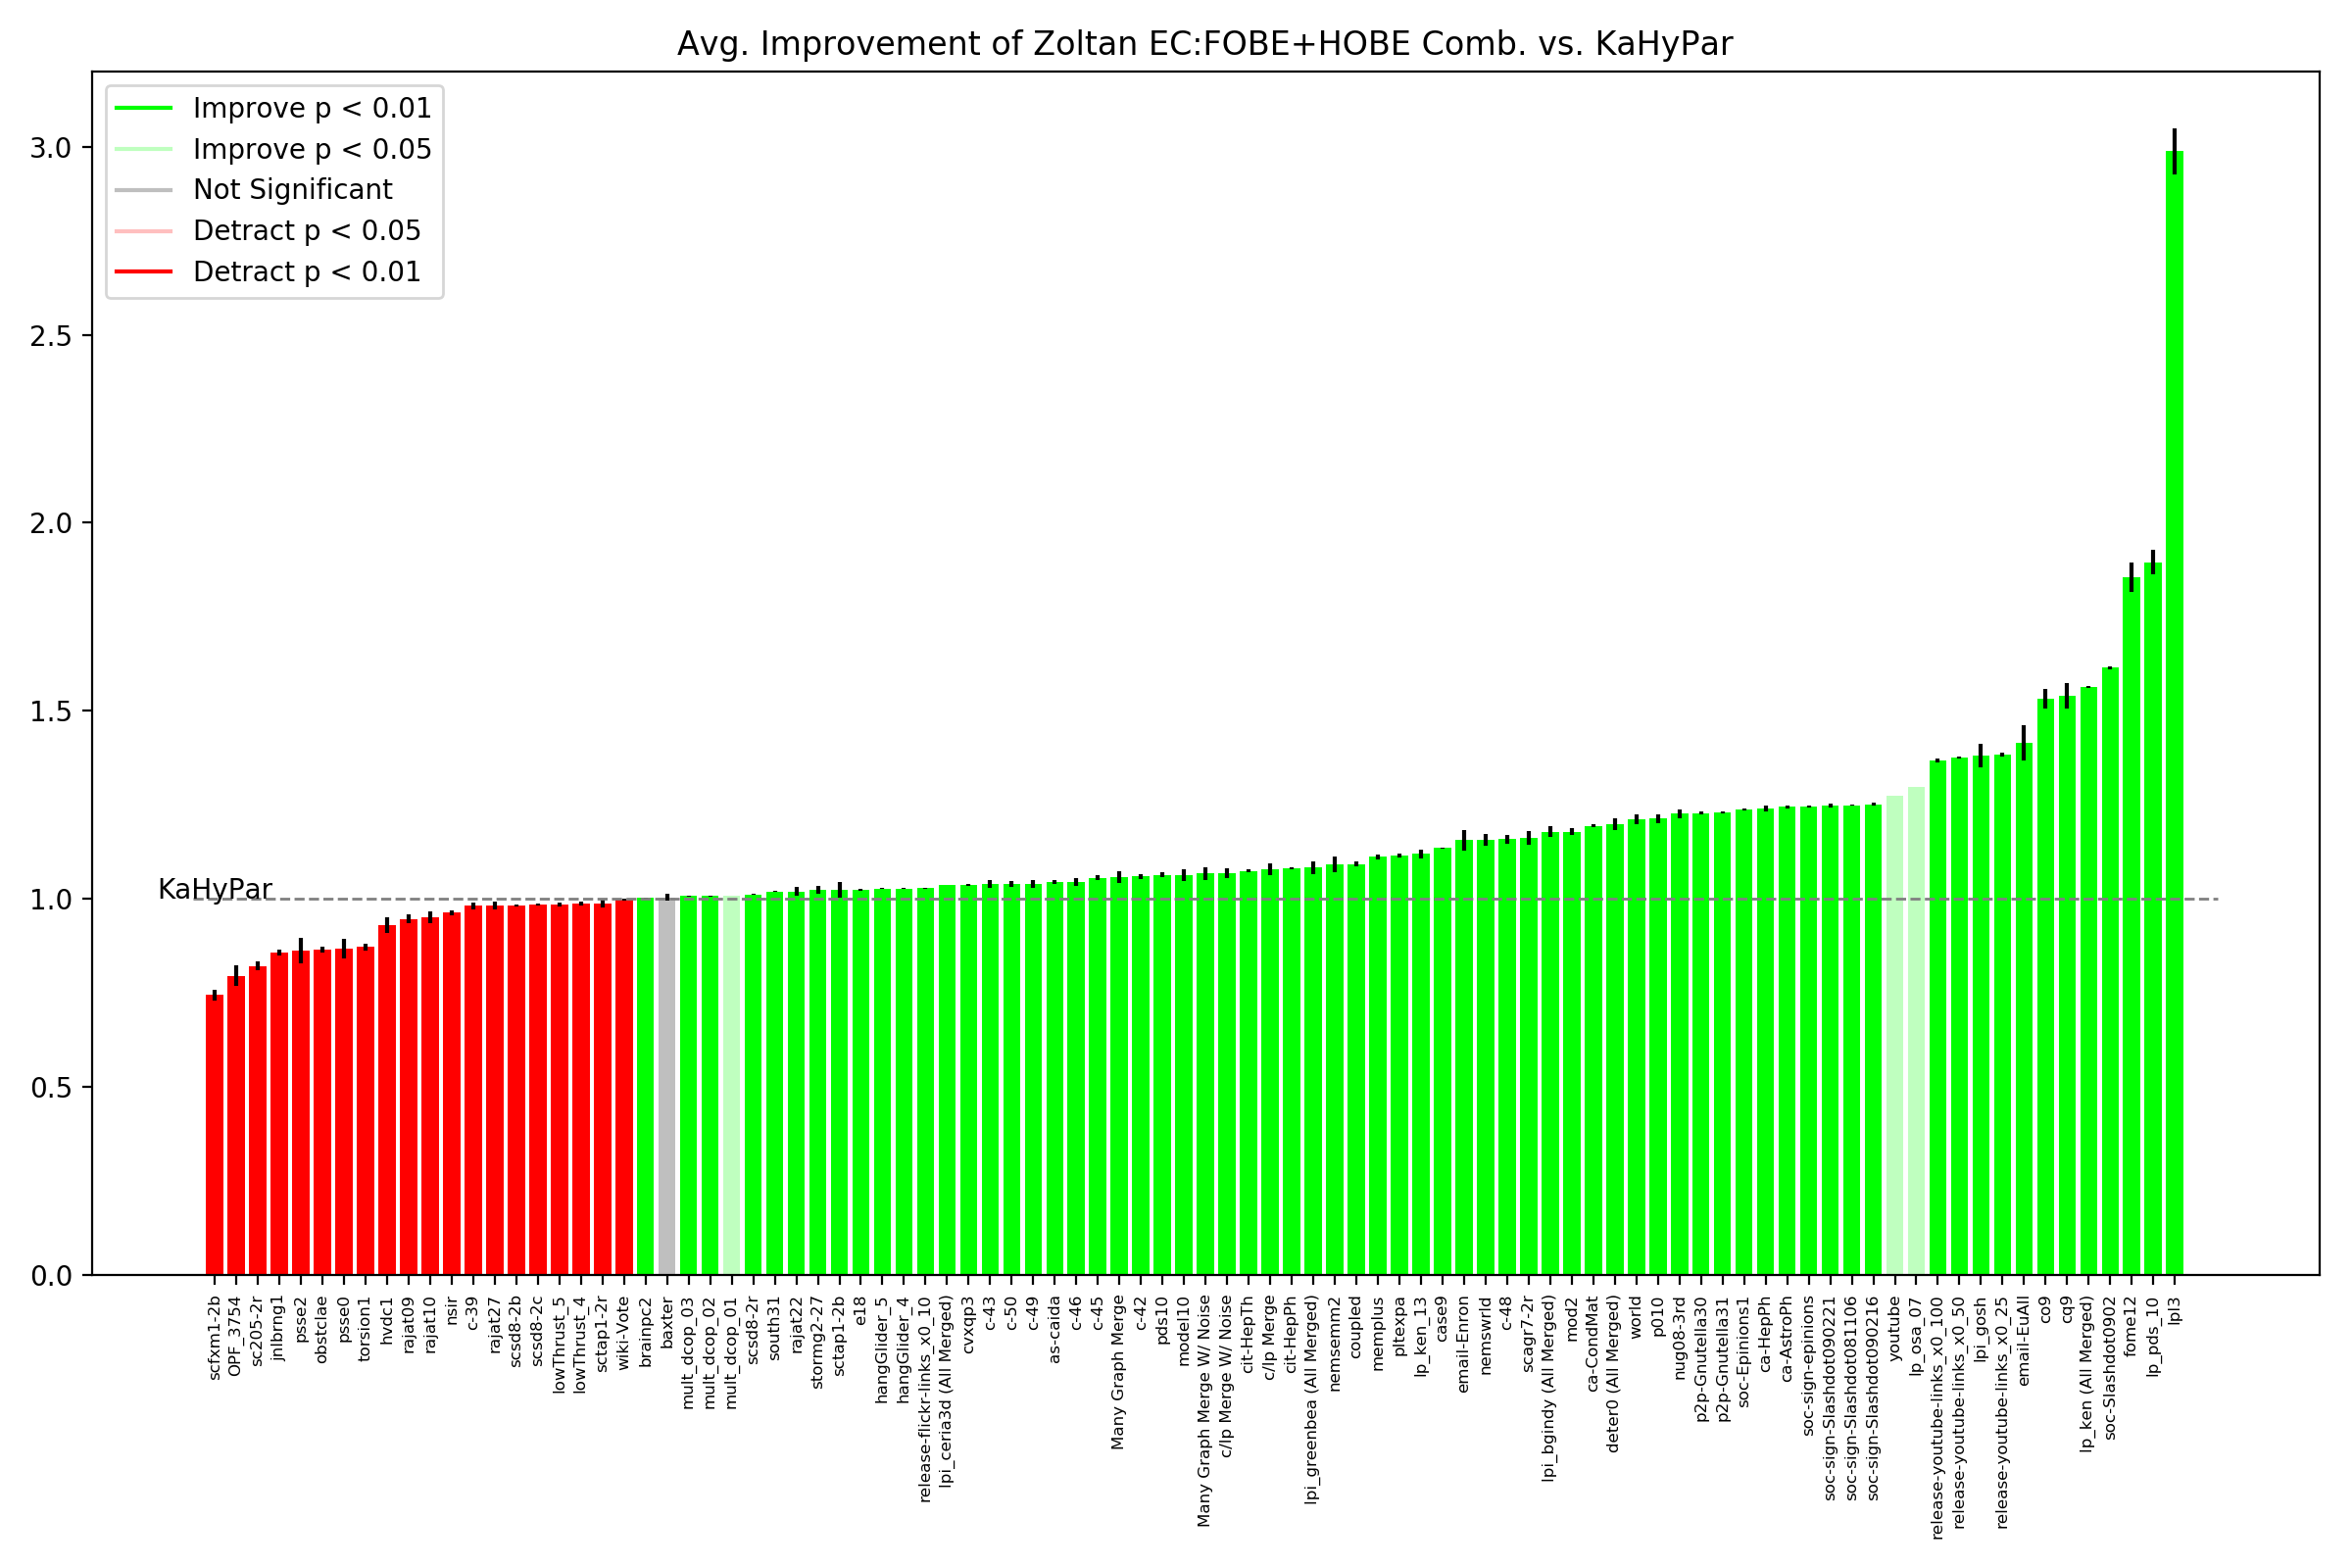 Avg. Improvement of Zoltan EC:FOBE+HOBE Comb. vs. KaHyPar
Improve p < 0.01
Improve p < 0.05
Not Significant
Detract p < 0.05
Detract p < 0.01
3.0
2.5
2.0
1.5
1.0
0.5
0.0
KaHyPar
scfxm1-2b
OPF_3754
sc205-2r
jnlbrng1
psse2
obstclae
psse0
torsion1
hvdc1
rajat09
rajat10
nsir
c-39
rajat27
scsd8-2b
scsd8-2c
lowThrust_5
lowThrust_4
sctap1-2r
wiki-Vote
brainpc2
baxter
mult_dcop_03
mult_dcop_02
mult_dcop_01
scsd8-2r
south31
rajat22
stormg2-27
sctap1-2b
e18
hangGlider_5
hangGlider_4
release-flickr-links_x0_10
lpi_ceria3d (All Merged)
cvxqp3
c-43
c-50
c-49
as-caida
c-46
c-45
Many Graph Merge
c-42
pds10
model10
Many Graph Merge W/ Noise
c/lp Merge W/ Noise
cit-HepTh
c/lp Merge
cit-HepPh
lpi_greenbea (All Merged)
nemsemm2
coupled
memplus
pltexpa
lp_ken_13
case9
email-Enron
nemswrld
c-48
scagr7-2r
lpi_bgindy (All Merged)
mod2
ca-CondMat
deter0 (All Merged)
world
p010
nug08-3rd
p2p-Gnutella30
p2p-Gnutella31
soc-Epinions1
ca-HepPh
ca-AstroPh
soc-sign-epinions
soc-sign-Slashdot090221
soc-sign-Slashdot081106
soc-sign-Slashdot090216
youtube
lp_osa_07
release-youtube-links_x0_100
release-youtube-links_x0_50
lpi_gosh
release-youtube-links_x0_25
email-EuAll
co9
cq9
lp_ken (All Merged)
soc-Slashdot0902
fome12
lp_pds_10
lpl3